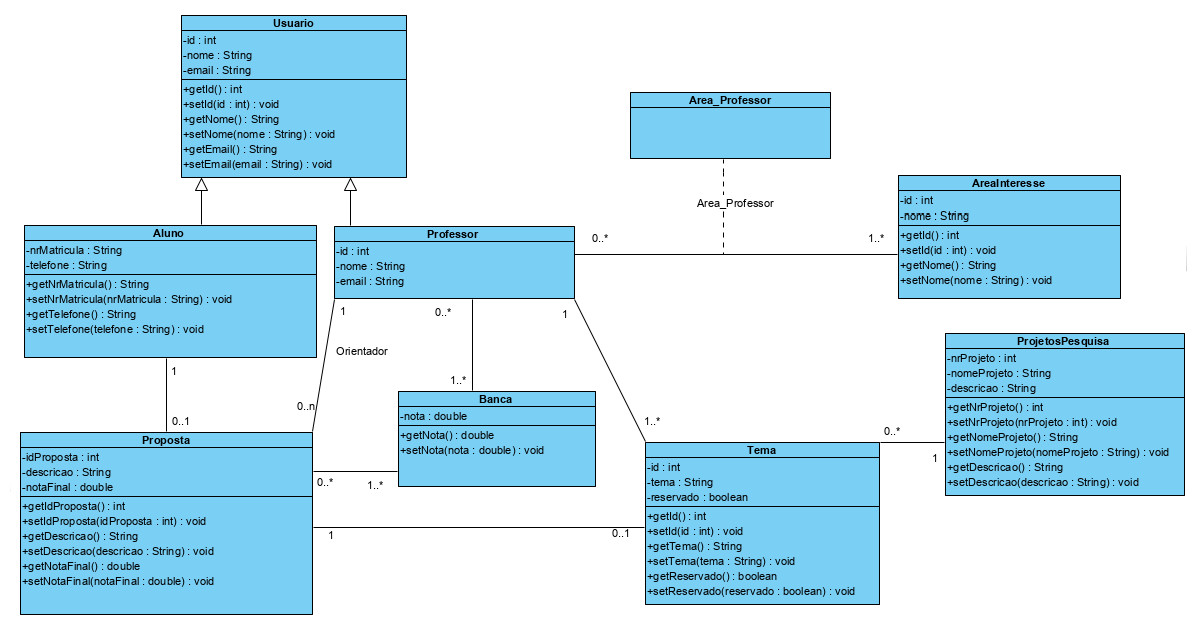 Usuario
-id : int
-nome : String
-email : String
+getId() : int
+setId(id : int) : void
+getNome() : String
+setNome(nome : String) : void
+getEmail() : String
+setEmail(email : String) : void
Area_Professor
Area_Professor
AreaInteresse
-id : int
-nome : String
+getId() : int
+setId(id : int) : void
+getNome() : String
+setNome(nome : String) : void
Aluno
-nrMatricula : String
-telefone : String
+getNrMatricula() : String
+setNrMatricula(nrMatricula : String) : void
+getTelefone() : String
+setTelefone(telefone : String) : void
Professor
-id : int
-nome : String
-email : String
0..*
1..*
1
0..*
1
Orientador
1
0..1
0..n
1..*
1..*
Banca
-nota : double
+getNota() : double
+setNota(nota : double) : void
ProjetosPesquisa
-nrProjeto : int
-nomeProjeto : String
-descricao : String
+getNrProjeto() : int
+setNrProjeto(nrProjeto : int) : void
+getNomeProjeto() : String
+setNomeProjeto(nomeProjeto : String) : void
+getDescricao() : String
+setDescricao(descricao : String) : void
0..*
1
Proposta
-idProposta : int
-descricao : String
-notaFinal : double
+getIdProposta() : int
+setIdProposta(idProposta : int) : void
+getDescricao() : String
+setDescricao(descricao : String) : void
+getNotaFinal() : double
+setNotaFinal(notaFinal : double) : void
0..*
1..*
1
0..1
Tema
-id : int
-tema : String
-reservado : boolean
+getId() : int
+setId(id : int) : void
+getTema() : String
+setTema(tema : String) : void
+getReservado() : boolean
+setReservado(reservado : boolean) : void